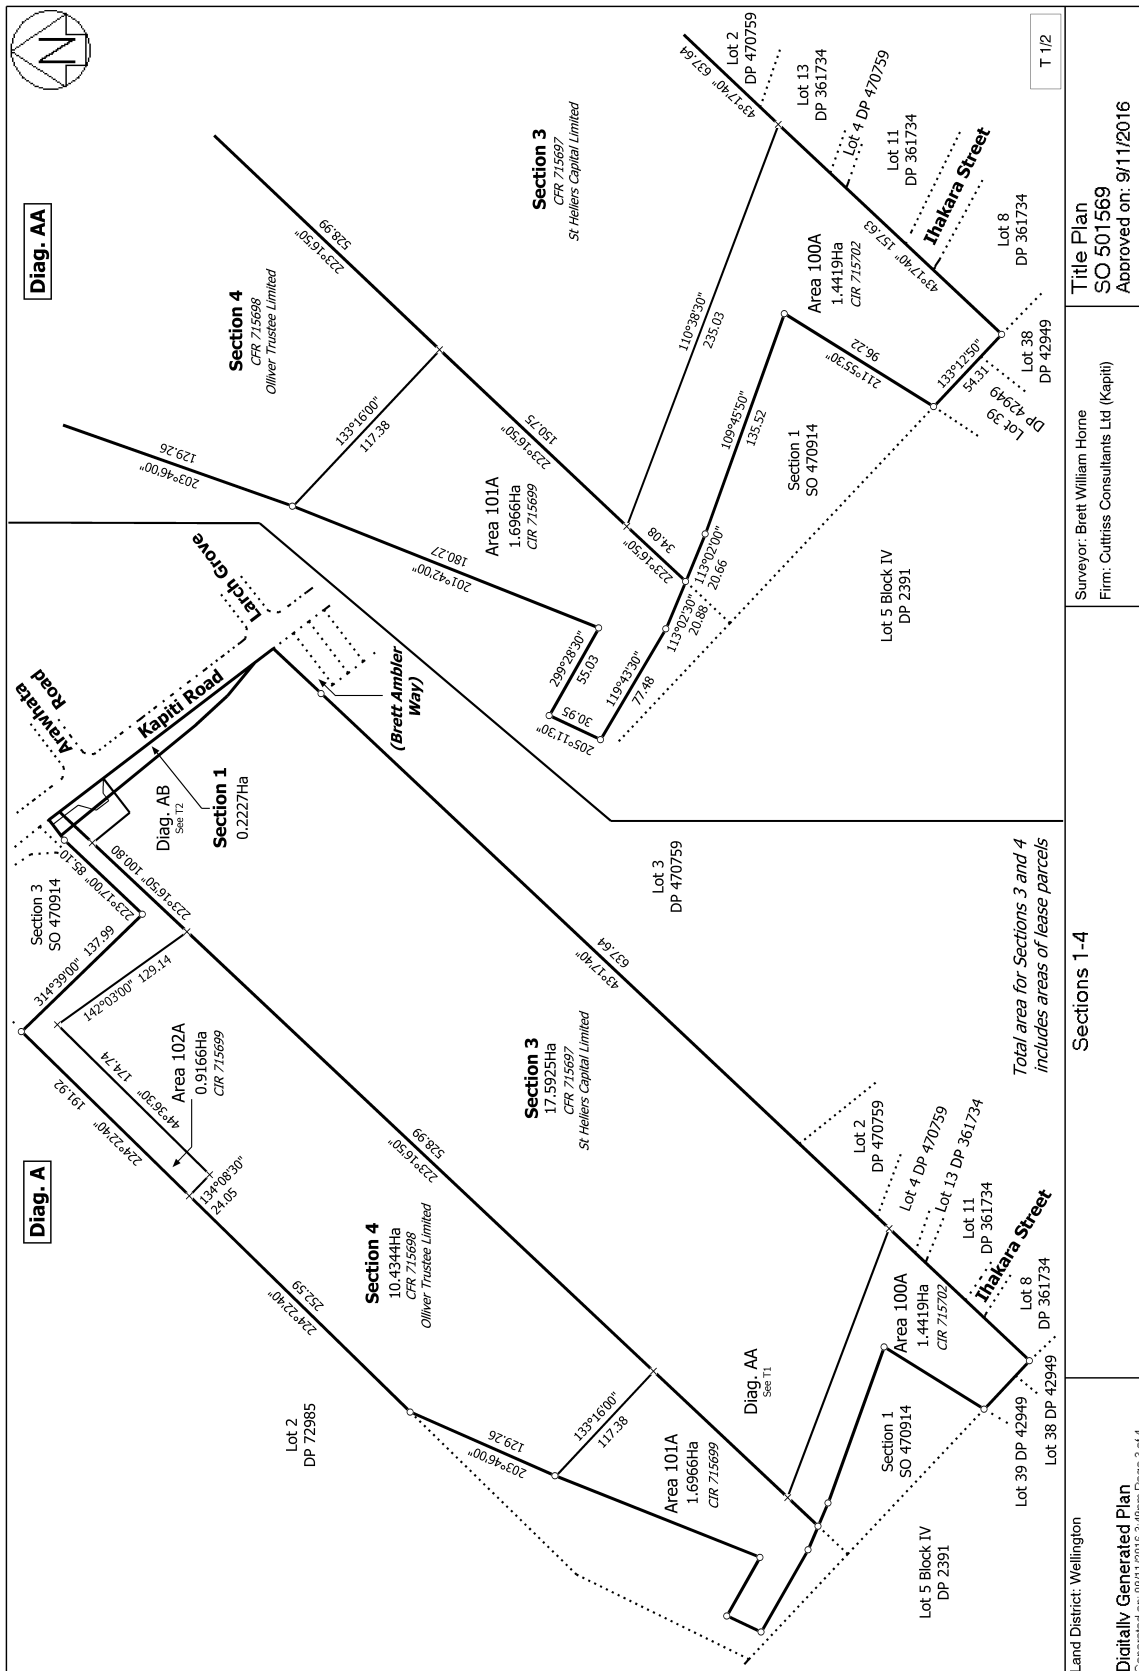 Diag. A
Section 3
SO 470914
314°39'00" 137.99
223°17'00" 85.10
Arawhata
Road
Kapiti Road
Larch Grove
142°03'00" 129.14
223°16'50" 100.80
Diag. AB
See T2
Section 1
0.2227Ha
(Brett Ambler
Way)
191.92
224°22'40"
Area 102A
0.9166Ha
CIR 715699
174.74
44°36'30"
134°08'30"
24.05
Lot 2
DP 72985
252.59
224°22'40"
Section 4
10.4344Ha
CFR 715698
Olliver Trustee Limited
528.99
223°16'50"
Section 3
17.5925Ha
CFR 715697
St Heliers Capital Limited
637.64
43°17'40"
Lot 3
DP 470759
129.26
203°46'00"
133°16'00"
117.38
Area 101A
1.6966Ha
CIR 715699
Diag. AA
See T1
Lot 5 Block IV
DP 2391
Section 1
SO 470914
Area 100A
1.4419Ha
CIR 715702
Lot 2
DP 470759
Lot 4 DP 470759
Lot 13 DP 361734
Lot 11
DP 361734
Ihakara Street
Lot 8
DP 361734
Lot 39 DP 42949
Lot 38 DP 42949
Total area for Sections 3 and 4
includes areas of lease parcels
Diag. AA
N
Section 4
CFR 715698
Olliver Trustee Limited
528.99
223°16'50"
Section 3
CFR 715697
St Heliers Capital Limited
129.26
203°46'00"
133°16'00"
117.38
180.27
201°42'00"
Area 101A
1.6966Ha
CIR 715699
150.75
223°16'50"
34.08
223°16'50"
299°28'30"
55.03
30.95
205°11'30"
119°43'30"
77.48
113°02'30"
20.88
113°02'00"
20.66
109°45'50"
135.52
110°38'30"
235.03
Area 100A
1.4419Ha
CIR 715702
96.22
211°55'30"
133°12'50"
54.31
43°17'40" 157.63
43°17'40" 637.64
Section 1
SO 470914
Lot 5 Block IV
DP 2391
Lot 2
DP 470759
Lot 13
DP 361734
Lot 4 DP 470759
Lot 11
DP 361734
Ihakara Street
Lot 8
DP 361734
Lot 38
DP 42949
Lot 39
DP 42949
T 1/2
Land District: Wellington
Digitally Generated Plan
Generated on: 09/11/2016 3:49pm Page 3 of 4
Sections 1-4
Surveyor: Brett William Horne
Firm: Cuttriss Consultants Ltd (Kapiti)
Title Plan
SO 501569
Approved on: 9/11/2016